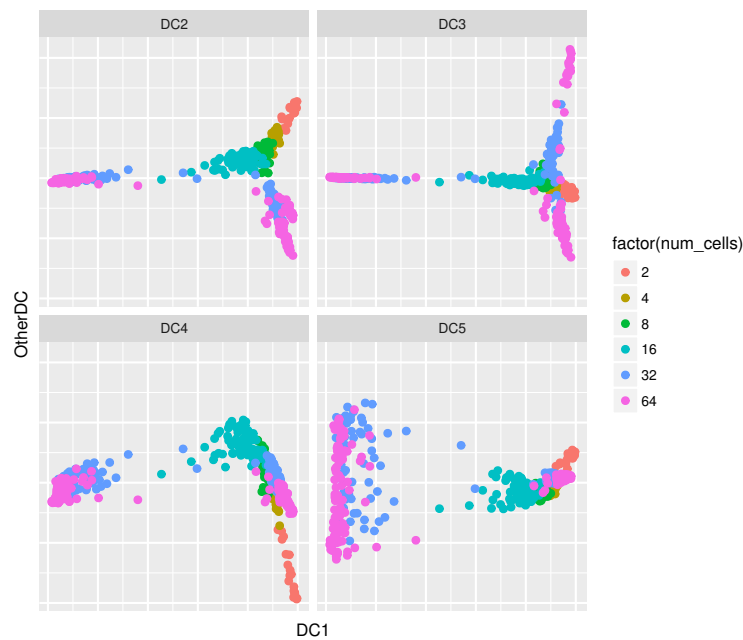 DC2
DC3
DC4
DC5
OtherDC
DC1
factor(num_cells)
2
4
8
16
32
64